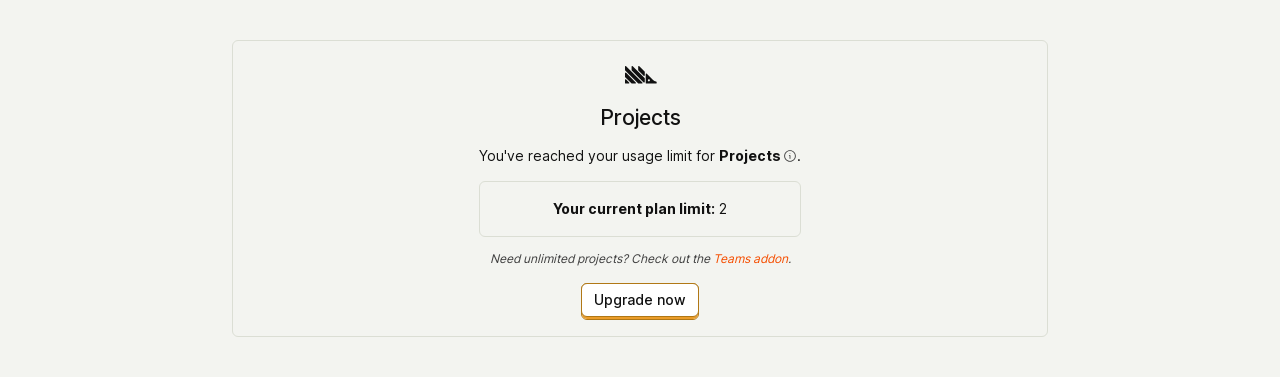 Projects
You've reached your usage limit for Projects.
Your current plan limit: 2
Need unlimited projects? Check out the Teams addon.
Upgrade now